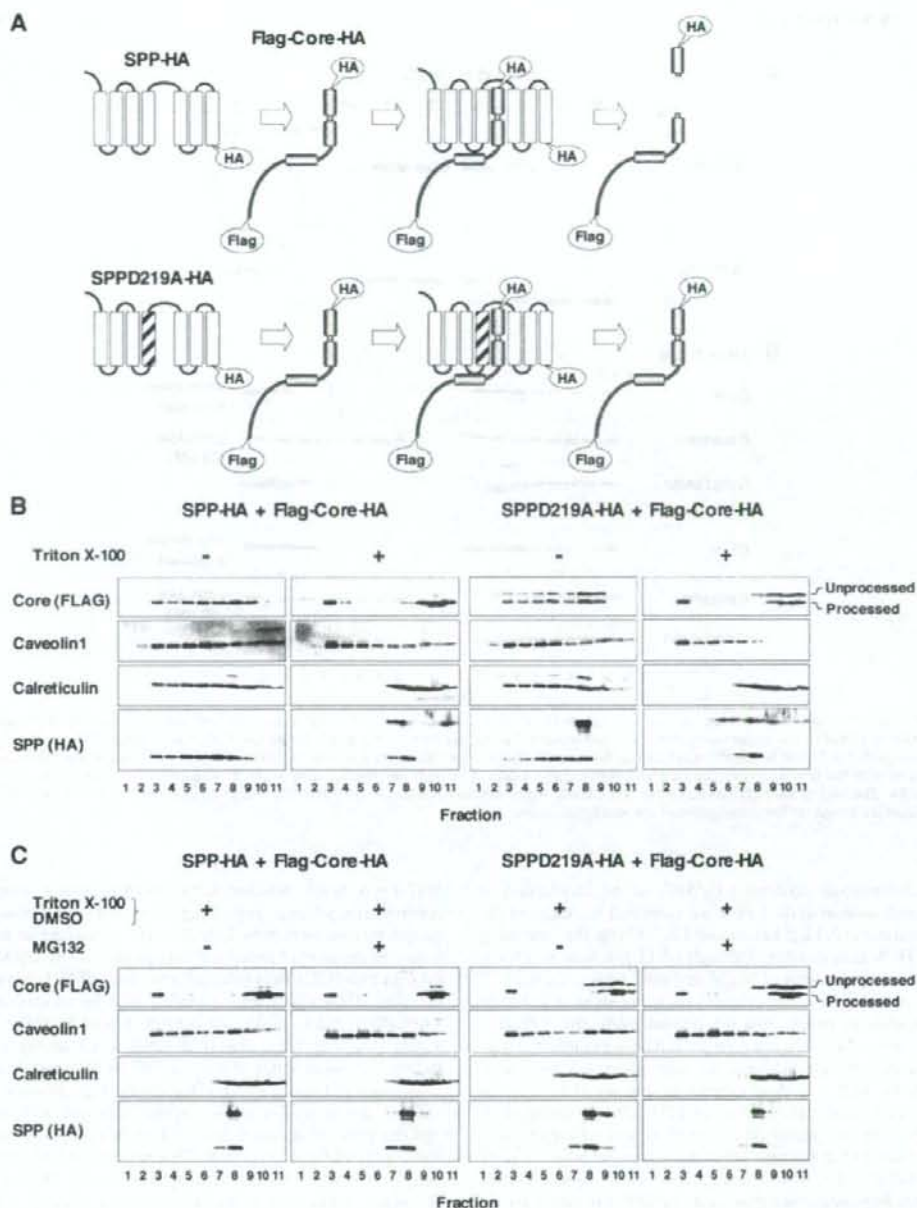 A
SPP-HA
Flag-Core-HA
HA
HA
HA
HA
HA
Flag
Flag
Flag
SPPD219A-HA
HA
HA
HA
HA
HA
Flag
Flag
Flag
B
SPP-HA + Flag-Core-HA SPPD219A-HA + Flag-Core-HA
Triton X-100 - + - +
Core (FLAG) Unprocessed
Processed
Caveolin1
Calreticulin
SPP (HA)
1 2 3 4 5 6 7 8 9 10 11 1 2 3 4 5 6 7 8 9 10 11 1 2 3 4 5 6 7 8 9 10 11 1 2 3 4 5 6 7 8 9 10 11
Fraction
C
SPP-HA + Flag-Core-HA SPPD219A-HA + Flag-Core-HA
Triton X-100
DMSO + +
MG132 - + - +
Core (FLAG) Unprocessed
Processed
Caveolin1
Calreticulin
SPP (HA)
1 2 3 4 5 6 7 8 9 10 11 1 2 3 4 5 6 7 8 9 10 11 1 2 3 4 5 6 7 8 9 10 11 1 2 3 4 5 6 7 8 9 10 11
Fraction